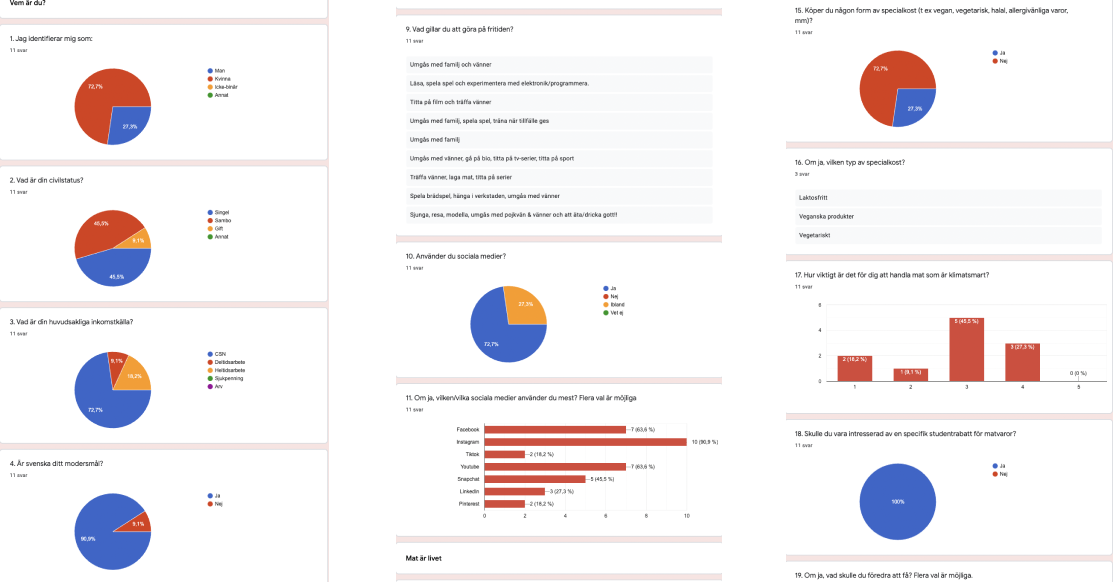 Vem är du?
1. Jag identifierar mig som:
11 svar
72,7%
27,3%
Man
Kvinna
Icke-binär
Annat
2. Vad är din civilstatus?
11 svar
45,5%
9,1%
45,5%
Singel
Sambo
Gift
Annat
3. Vad är din huvudsakliga inkomstkälla?
11 svar
9,1%
18,2%
72,7%
CSN
Deltidsarbete
Heltidsarbete
Sjukpenning
Arv
4. Är svenska ditt modersmål?
11 svar
9,1%
90,9%
Ja
Nej
9. Vad gillar du att göra på fritiden?
11 svar
Umgås med familj och vänner
Läsa, spela spel och experimentera med elektronik/programmera.
Titta på film och träffa vänner
Umgås med familj, spela spel, träna när tillfälle ges
Umgås med familj
Umgås med vänner, gå på bio, titta på tv-serier, titta på sport
Träffa vänner, laga mat, titta på serier
Spela brädspel, hänga i verkstaden, umgås med vänner
Sjunga, resa, modella, umgås med pojkvän & vänner och att äta/dricka gott!!
10. Använder du sociala medier?
11 svar
27,3%
72,7%
Ja
Nej
Ibland
Vet ej
11. Om ja, vilken/vilka sociala medier använder du mest? Flera val är möjliga
11 svar
Facebook 7 (63,6 %)
Instagram 10 (90,9 %)
Tiktok 2 (18,2 %)
Youtube 7 (63,6 %)
Snapchat 5 (45,5 %)
LinkedIn 3 (27,3 %)
Pinterest 2 (18,2 %)
0 2 4 6 8 10
Mat är livet
15. Köper du någon form av specialkost (t ex vegan, vegetarisk, halal, allergivänliga varor,
mm)?
11 svar
72,7%
27,3%
Ja
Nej
16. Om ja, vilken typ av specialkost?
3 svar
Laktosfritt
Veganska produkter
Vegetariskt
17. Hur viktigt är det för dig att handla mat som är klimatsmart?
11 svar
6
4
2
0
2 (18,2 %)
1 (9,1 %)
5 (45,5 %)
3 (27,3 %)
0 (0 %)
1 2 3 4 5
18. Skulle du vara intresserad av en specifik studentrabatt för matvaror?
11 svar
100%
Ja
Nej
19. Om ja, vad skulle du föredra att få? Flera val är möjliga.